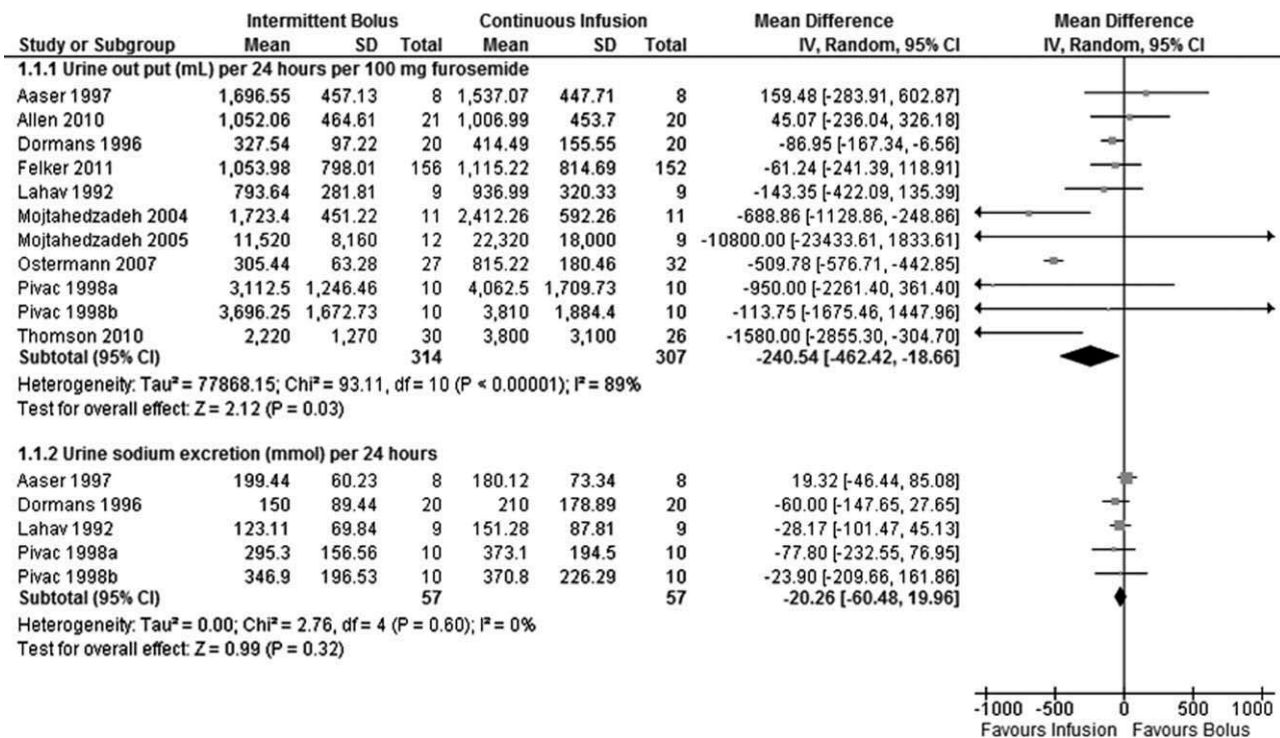 Intermittent Bolus Continuous Infusion Mean Difference Mean Difference
Study or Subgroup Mean SD Total Mean SD Total IV, Random, 95% CI IV, Random, 95% CI
1.1.1 Urine out put (mL) per 24 hours per 100 mg furosemide
Aaser 1997 1,696.55 457.13 8 1,537.07 447.71 8 159.48 [-283.91, 602.87]
Allen 2010 1,052.06 464.61 21 1,006.99 453.7 20 45.07 [-236.04, 326.18]
Dormans 1996 327.54 97.22 20 414.49 155.55 20 -86.95 [-167.34, -6.56]
Felker 2011 1,053.98 798.01 156 1,115.22 814.69 152 -61.24 [-241.39, 118.91]
Lahav 1992 793.64 281.81 9 936.99 320.33 9 -143.35 [-422.09, 135.39]
Mojtahedzadeh 2004 1,723.4 451.22 11 2,412.26 592.26 11 -688.86 [-1128.86, -248.86]
Mojtahedzadeh 2005 11,520 8,160 12 22,320 18,000 9 -10800.00 [-23433.61, 1833.61]
Ostermann 2007 305.44 63.28 27 815.22 180.46 32 -509.78 [-576.71, -442.85]
Pivac 1998a 3,112.5 1,246.46 10 4,062.5 1,709.73 10 -950.00 [-2261.40, 361.40]
Pivac 1998b 3,696.25 1,672.73 10 3,810 1,884.4 10 -113.75 [-1675.46, 1447.96]
Thomson 2010 2,220 1,270 30 3,800 3,100 26 -1580.00 [-2855.30, -304.70]
Subtotal (95% CI) 314 307 -240.54 [-462.42, -18.66]
Heterogeneity: Tau² = 77868.15; Chi² = 93.11, df = 10 (P < 0.00001); I² = 89%
Test for overall effect: Z = 2.12 (P = 0.03)
1.1.2 Urine sodium excretion (mmol) per 24 hours
Aaser 1997 199.44 60.23 8 180.12 73.34 8 19.32 [-46.44, 85.08]
Dormans 1996 150 89.44 20 210 178.89 20 -60.00 [-147.65, 27.65]
Lahav 1992 123.11 69.84 9 151.28 87.81 9 -28.17 [-101.47, 45.13]
Pivac 1998a 295.3 156.56 10 373.1 194.5 10 -77.80 [-232.55, 76.95]
Pivac 1998b 346.9 196.53 10 370.8 226.29 10 -23.90 [-209.66, 161.86]
Subtotal (95% CI) 57 57 -20.26 [-60.48, 19.96]
Heterogeneity: Tau² = 0.00; Chi² = 2.76, df = 4 (P = 0.60); I² = 0%
Test for overall effect: Z = 0.99 (P = 0.32)
-1000 -500 0 500 1000
Favours Infusion Favours Bolus